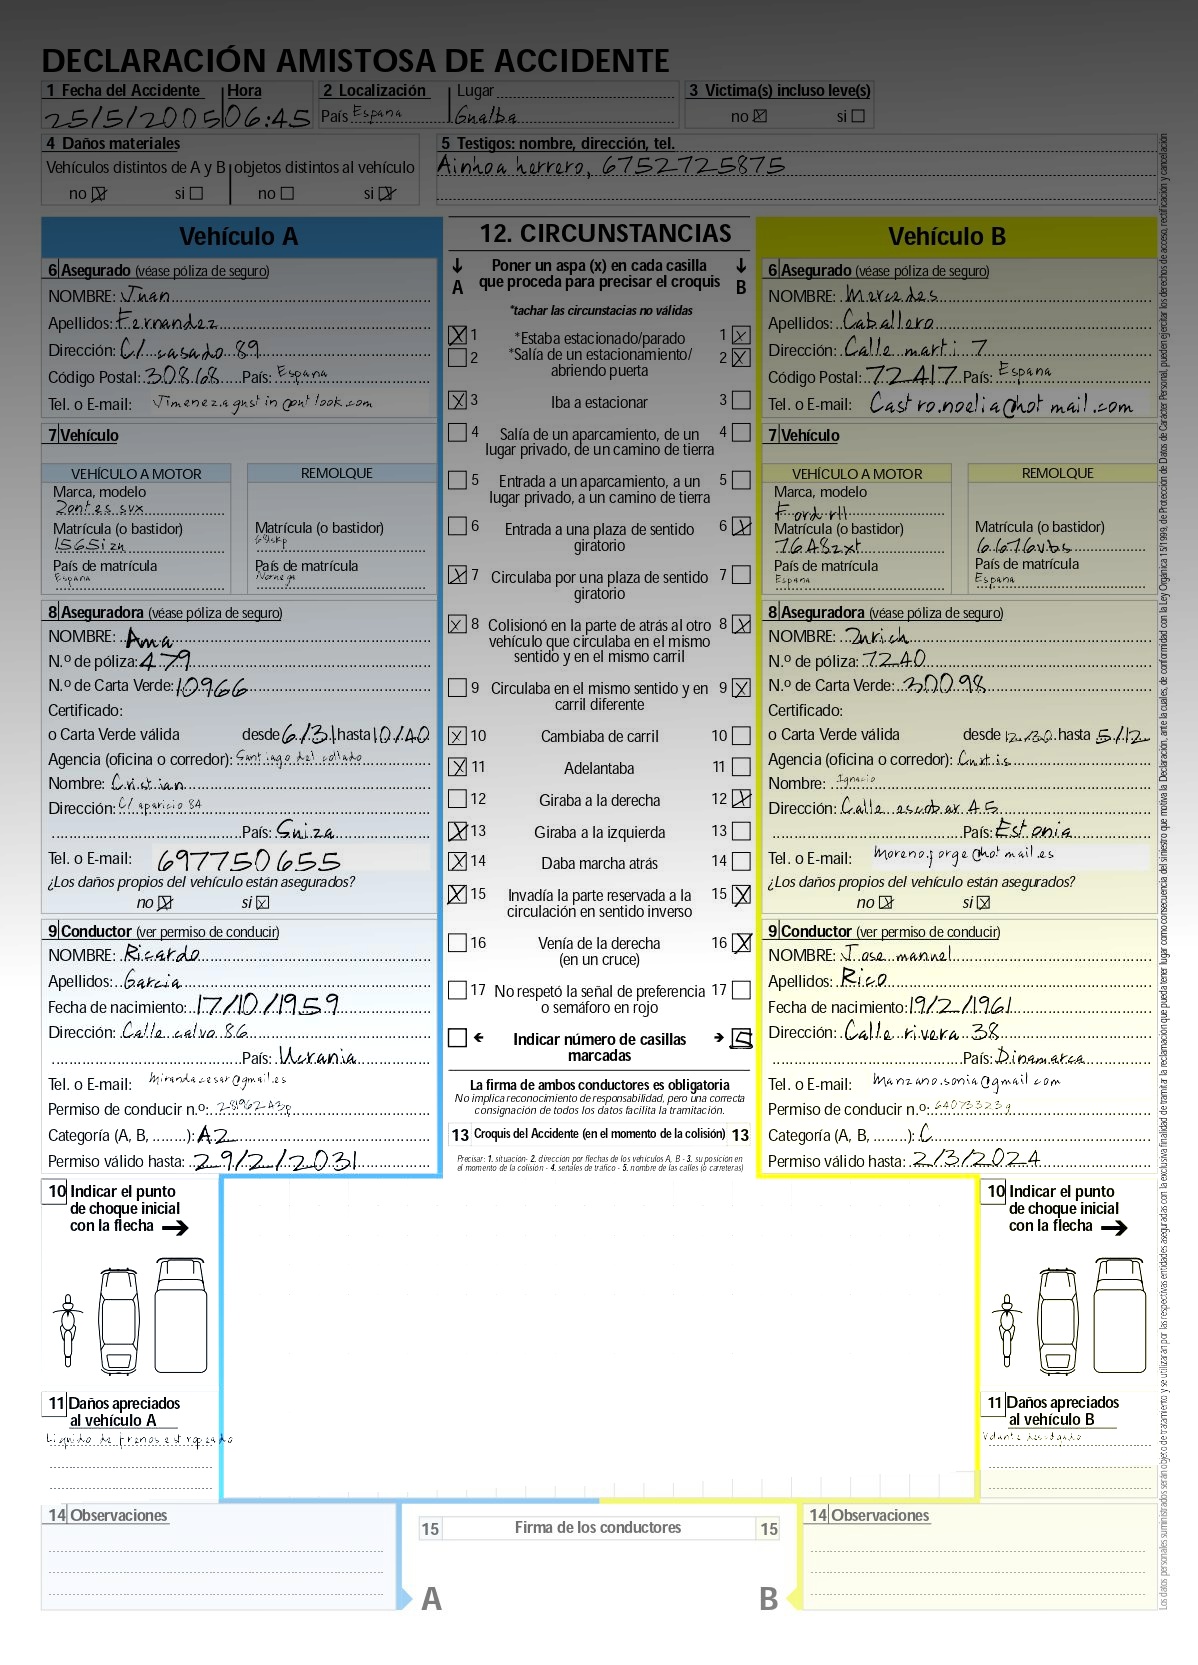 DECLARACIÓN AMISTOSA DE ACCIDENTE
1 Fecha del Accidente Hora
25/5/2005 06:45
2 Localización Lugar
País Espana Gualba
3 Victima(s) incluso leve(s)
no si
4 Daños materiales
Vehículos distintos de A y B objetos distintos al vehículo
no si no si
5 Testigos: nombre, dirección, tel.
Ainhoa herrero, 6752725875
Vehículo A
6 Asegurado (véase póliza de seguro)
NOMBRE: Juan
Apellidos: Fernandez
Dirección: C/ casado 89
Código Postal: 30868 País: Espana
Tel. o E-mail: Jimenez.agustin@outlook.com
7 Vehículo
VEHÍCULO A MOTOR REMOLQUE
Marca, modelo
Zontes svx
Matrícula (o bastidor) Matrícula (o bastidor)
1565izn
País de matrícula País de matrícula
Espana Noruega
8 Aseguradora (véase póliza de seguro)
NOMBRE: Ama
N.º de póliza: 479
N.º de Carta Verde: 10966
Certificado:
o Carta Verde válida desde 6/31 hasta 10/40
Agencia (oficina o corredor): Santiago del collado
Nombre: Cristian
Dirección: C/ aparicio 84
País: Suiza
Tel. o E-mail: 697750655
¿Los daños propios del vehículo están asegurados?
no si
9 Conductor (ver permiso de conducir)
NOMBRE: Ricardo
Apellidos: Garcia
Fecha de nacimiento: 17/10/1959
Dirección: Calle calvo 86
País: Ucrania
Tel. o E-mail: Mirandacesar@gmail.es
Permiso de conducir n.º: 28196243p
Categoría (A, B, ........): A2
Permiso válido hasta: 29/2/2031
12. CIRCUNSTANCIAS
Poner un aspa (x) en cada casilla
A que proceda para precisar el croquis B
*tachar las circunstacias no válidas
1 *Estaba estacionado/parado 1
2 *Salía de un estacionamiento/ 2
abriendo puerta
3 Iba a estacionar 3
4 Salía de un aparcamiento, de un 4
lugar privado, de un camino de tierra
5 Entrada a un aparcamiento, a un 5
lugar privado, a un camino de tierra
6 Entrada a una plaza de sentido 6
giratorio
7 Circulaba por una plaza de sentido 7
giratorio
8 Colisionó en la parte de atrás al otro 8
vehículo que circulaba en el mismo
sentido y en el mismo carril
9 Circulaba en el mismo sentido y en 9
carril diferente
10 Cambiaba de carril 10
11 Adelantaba 11
12 Giraba a la derecha 12
13 Giraba a la izquierda 13
14 Daba marcha atrás 14
15 Invadía la parte reservada a la 15
circulación en sentido inverso
16 Venía de la derecha 16
(en un cruce)
17 No respetó la señal de preferencia 17
o semáforo en rojo
Indicar número de casillas 5
marcadas
La firma de ambos conductores es obligatoria
No implica reconocimiento de responsabilidad, pero una correcta
consignación de todos los datos facilita la tramitación.
13 Croquis del Accidente (en el momento de la colisión) 13
Precisar: 1. situación- 2. dirección por flechas de los vehículos A, B - 3. su posición en
el momento de la colisión - 4. señales de tráfico - 5. nombre de las calles (o carreteras)
Vehículo B
6 Asegurado (véase póliza de seguro)
NOMBRE: Mercedes
Apellidos: Caballero
Dirección: Calle marti 7
Código Postal: 72417 País: Espana
Tel. o E-mail: Castro.noelia@hotmail.com
7 Vehículo
VEHÍCULO A MOTOR REMOLQUE
Marca, modelo
Ford rll
Matrícula (o bastidor) Matrícula (o bastidor)
7648zxt 6676vbs
País de matrícula País de matrícula
Espana Espana
8 Aseguradora (véase póliza de seguro)
NOMBRE: Zurich
N.º de póliza: 7240
N.º de Carta Verde: 30098
Certificado:
o Carta Verde válida desde 12/30 hasta 5/12
Agencia (oficina o corredor): Curtis
Nombre: Ignacio
Dirección: Calle escobar 45
País: Estonia
Tel. o E-mail: Moreno.jorge@hotmail.es
¿Los daños propios del vehículo están asegurados?
no si
9 Conductor (ver permiso de conducir)
NOMBRE: Jose manuel
Apellidos: Rico
Fecha de nacimiento: 19/2/1961
Dirección: Calle rivera 38
País: Dinamarca
Tel. o E-mail: Manzano.sonia@gmail.com
Permiso de conducir n.º: 64073323g
Categoría (A, B, ........): C
Permiso válido hasta: 2/3/2024
10 Indicar el punto
de choque inicial
con la flecha
11 Daños apreciados
al vehículo A
Liquido de frenos estropeado
10 Indicar el punto
de choque inicial
con la flecha
11 Daños apreciados
al vehículo B
Volante desidgado
14 Observaciones
15 Firma de los conductores 15
A B
14 Observaciones
Los datos personales suministrados serán objeto de tratamiento y se utilizaran por las respectivas entidades aseguradas con la exclusiva finalidad de tramitar la reclamación que pueda tener lugar como consecuencia del siniestro que motiva la Declaración, ante la cuales, de conformidad con la Ley Orgánica 15/1999, de Protección de Datos de Carácter Personal, pueden ejercitar los derechos de acceso, rectificación y cancelación